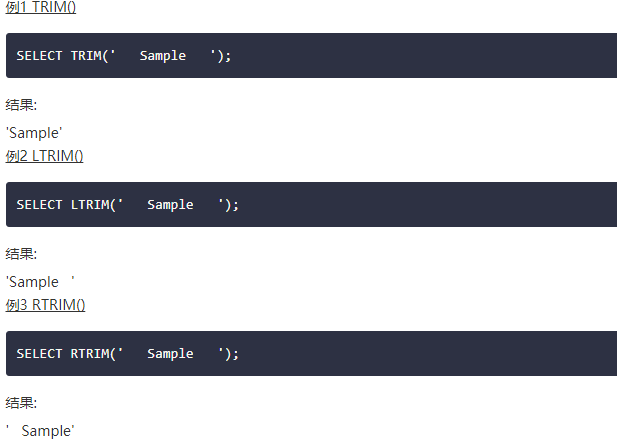 例1 TRIM()
SELECT TRIM('   Sample   ');
结果:
'Sample'
例2 LTRIM()
SELECT LTRIM('   Sample   ');
结果:
'Sample   '
例3 RTRIM()
SELECT RTRIM('   Sample   ');
结果:
'   Sample'